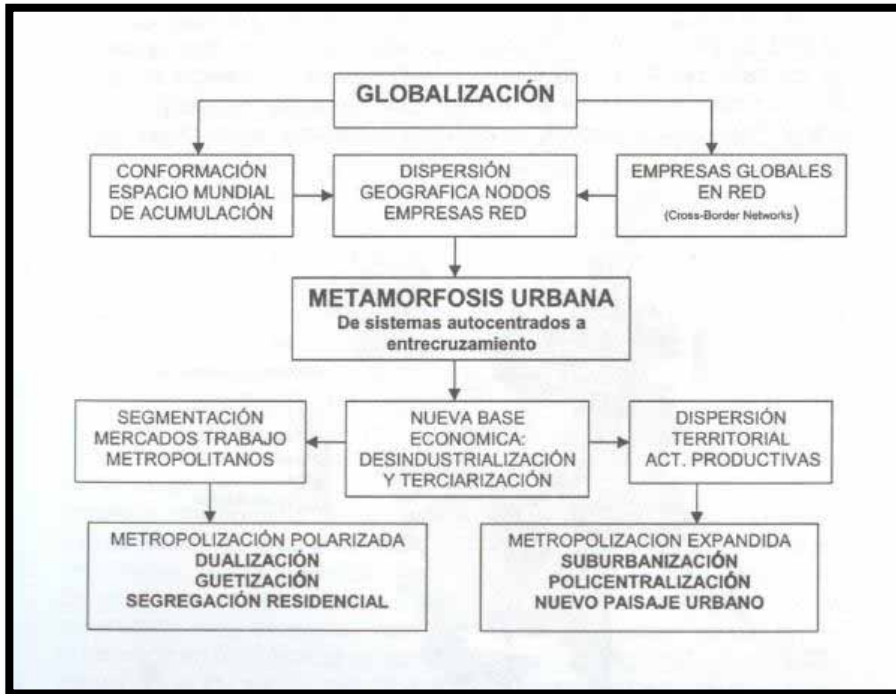 GLOBALIZACIÓN
CONFORMACIÓN
ESPACIO MUNDIAL
DE ACUMULACIÓN
DISPERSIÓN
GEOGRAFICA NODOS
EMPRESAS RED
EMPRESAS GLOBALES
EN RED
(Cross-Border Networks)
METAMORFOSIS URBANA
De sistemas autocentrados a
entrecruzamiento
SEGMENTACIÓN
MERCADOS TRABAJO
METROPOLITANOS
NUEVA BASE
ECONOMICA:
DESINDUSTRIALIZACIÓN
Y TERCIARIZACIÓN
DISPERSIÓN
TERRITORIAL
ACT. PRODUCTIVAS
METROPOLIZACIÓN POLARIZADA
DUALIZACIÓN
GUETIZACIÓN
SEGREGACIÓN RESIDENCIAL
METROPOLIZACION EXPANDIDA
SUBURBANIZACIÓN
POLICENTRALIZACIÓN
NUEVO PAISAJE URBANO